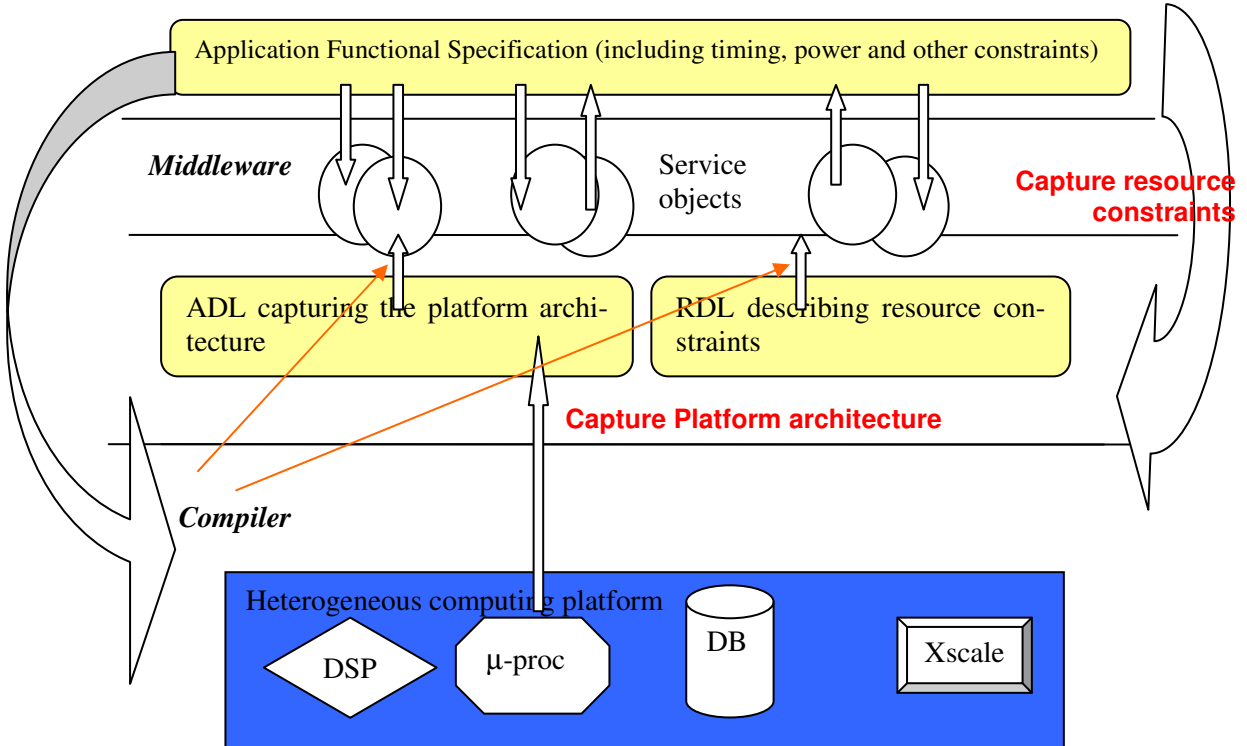 Application Functional Specification (including timing, power and other constraints)
Middleware
Service
objects
Capture resource
constraints
ADL capturing the platform archi-
tecture
RDL describing resource con-
straints
Capture Platform architecture
Compiler
Heterogeneous computing platform
DSP
μ-proc
DB
Xscale